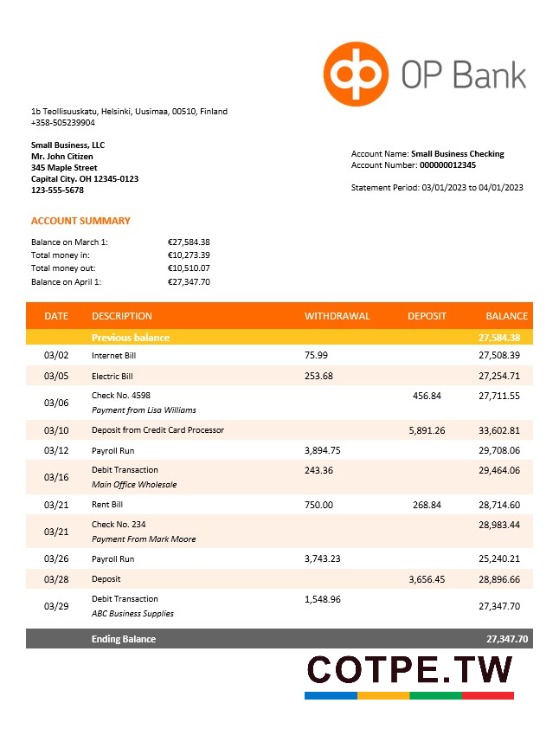 OP Bank
1b Teollisuuskatu, Helsinki, Uusimaa, 00510, Finland
+358-505239904
Small Business, LLC
Mr. John Citizen
345 Maple Street
Capital City. OH 12345-0123
123-555-5678
Account Name: Small Business Checking
Account Number: 000000012345
Statement Period: 03/01/2023 to 04/01/2023
ACCOUNT SUMMARY
Balance on March 1: €27,584.38
Total money in: €10,273.39
Total money out: €10,510.07
Balance on April 1: €27,347.70
DATE DESCRIPTION WITHDRAWAL DEPOSIT BALANCE
Previous balance 27,584.38
03/02 Internet Bill 75.99 27,508.39
03/05 Electric Bill 253.68 27,254.71
03/06 Check No. 4598 456.84 27,711.55
Payment from Lisa Williams
03/10 Deposit from Credit Card Processor 5,891.26 33,602.81
03/12 Payroll Run 3,894.75 29,708.06
03/16 Debit Transaction 243.36 29,464.06
Main Office Wholesale
03/21 Rent Bill 750.00 268.84 28,714.60
03/21 Check No. 234 28,983.44
Payment From Mark Moore
03/26 Payroll Run 3,743.23 25,240.21
03/28 Deposit 3,656.45 28,896.66
03/29 Debit Transaction 1,548.96 27,347.70
ABC Business Supplies
Ending Balance 27,347.70
COTPE.TW